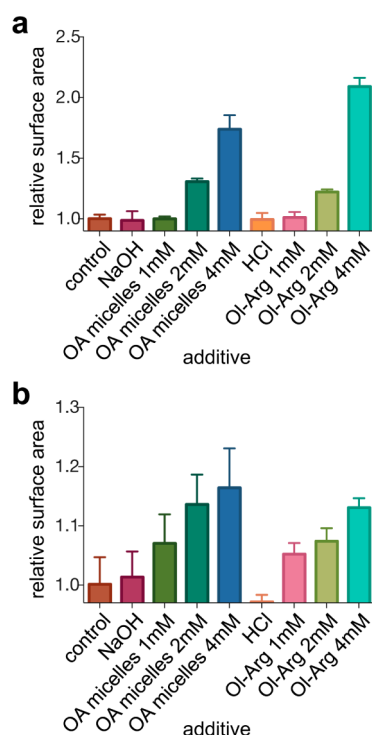 a
relative surface area
2.5
2.0
1.5
1.0
control
NaOH
OA micelles 1mM
OA micelles 2mM
OA micelles 4mM
HCl
Ol-Arg 1mM
Ol-Arg 2mM
Ol-Arg 4mM
additive
b
relative surface area
1.3
1.2
1.1
1.0
control
NaOH
OA micelles 1mM
OA micelles 2mM
OA micelles 4mM
HCl
Ol-Arg 1mM
Ol-Arg 2mM
Ol-Arg 4mM
additive